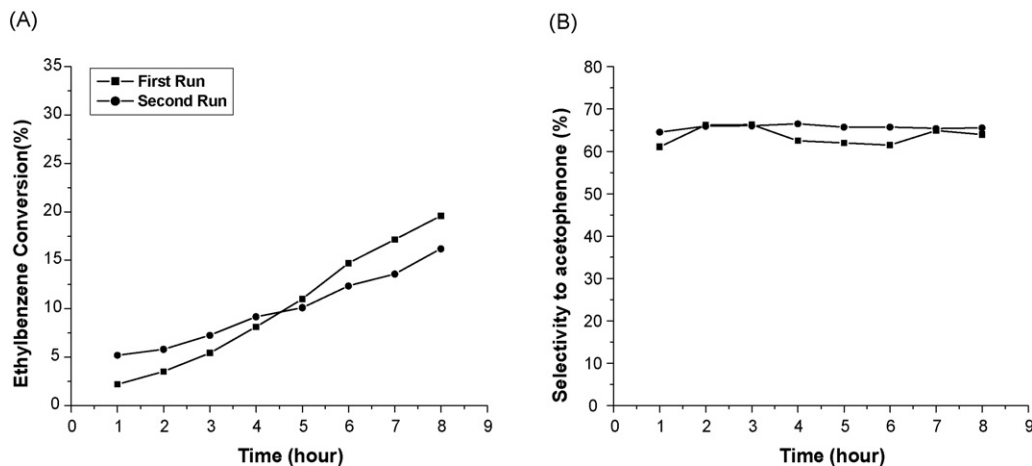 (A)
(B)
Ethylbenzene Conversion(%)
35
30
25
20
15
10
5
0
First Run
Second Run
0 1 2 3 4 5 6 7 8 9
Time (hour)
Selectivity to acetophenone (%)
80
70
60
50
40
30
20
10
0
0 1 2 3 4 5 6 7 8 9
Time (hour)